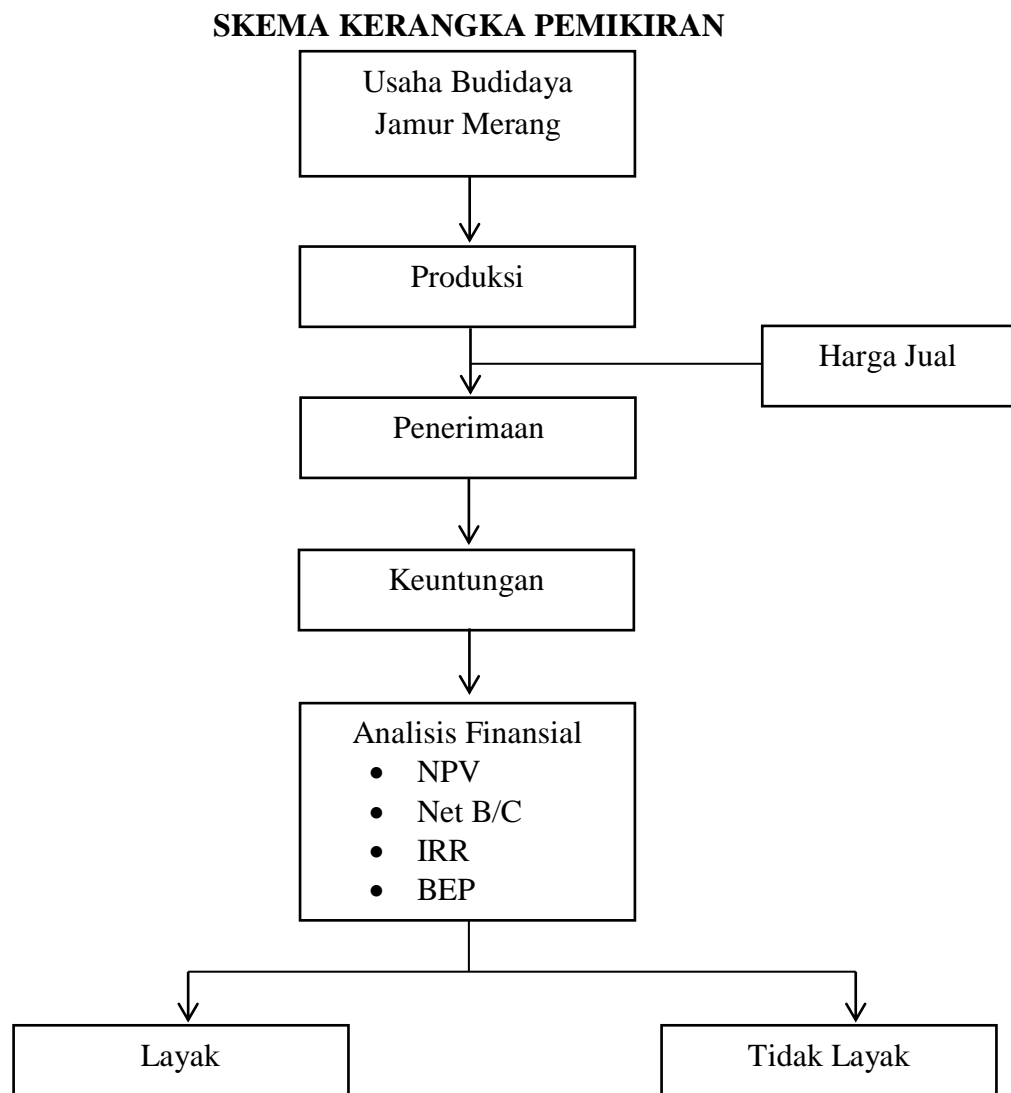 SKEMA KERANGKA PEMIKIRAN
Usaha Budidaya
Jamur Merang
Produksi
Harga Jual
Penerimaan
Keuntungan
Analisis Finansial
• NPV
• Net B/C
• IRR
• BEP
Layak
Tidak Layak